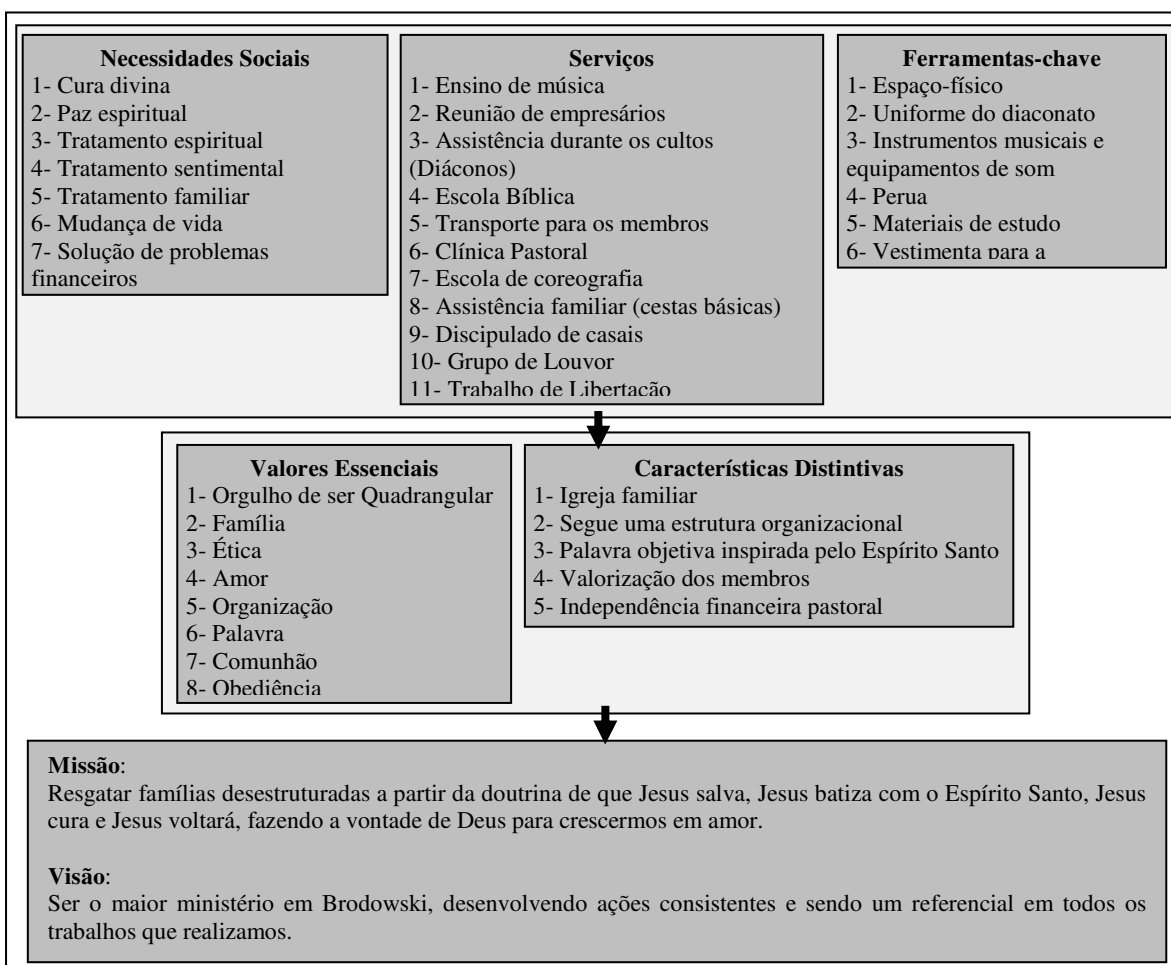 Necessidades Sociais
1- Cura divina
2- Paz espiritual
3- Tratamento espiritual
4- Tratamento sentimental
5- Tratamento familiar
6- Mudança de vida
7- Solução de problemas
financeiros
Serviços
1- Ensino de música
2- Reunião de empresários
3- Assistência durante os cultos
(Diáconos)
4- Escola Bíblica
5- Transporte para os membros
6- Clínica Pastoral
7- Escola de coreografia
8- Assistência familiar (cestas básicas)
9- Discipulado de casais
10- Grupo de Louvor
11- Trabalho de Libertação
Ferramentas-chave
1- Espaço-físico
2- Uniforme do diaconato
3- Instrumentos musicais e
equipamentos de som
4- Perua
5- Materiais de estudo
6- Vestimenta para a
Valores Essenciais
1- Orgulho de ser Quadrangular
2- Família
3- Ética
4- Amor
5- Organização
6- Palavra
7- Comunhão
8- Obediência
Características Distintivas
1- Igreja familiar
2- Segue uma estrutura organizacional
3- Palavra objetiva inspirada pelo Espírito Santo
4- Valorização dos membros
5- Independência financeira pastoral
Missão:
Resgatar famílias desestruturadas a partir da doutrina de que Jesus salva, Jesus batiza com o Espírito Santo, Jesus
cura e Jesus voltará, fazendo a vontade de Deus para crescermos em amor.
Visão:
Ser o maior ministério em Brodowski, desenvolvendo ações consistentes e sendo um referencial em todos os
trabalhos que realizamos.